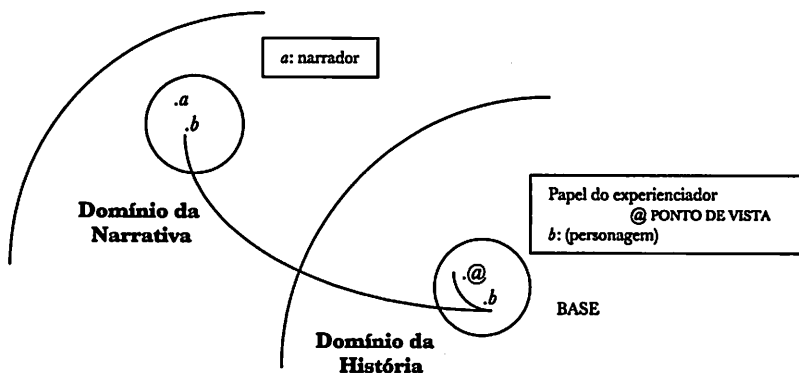 a: narrador
.a
.b
Domínio da
Narrativa
Papel do experienciador
@ PONTO DE VISTA
b: (personagem)
.@
.b
BASE
Domínio da
História